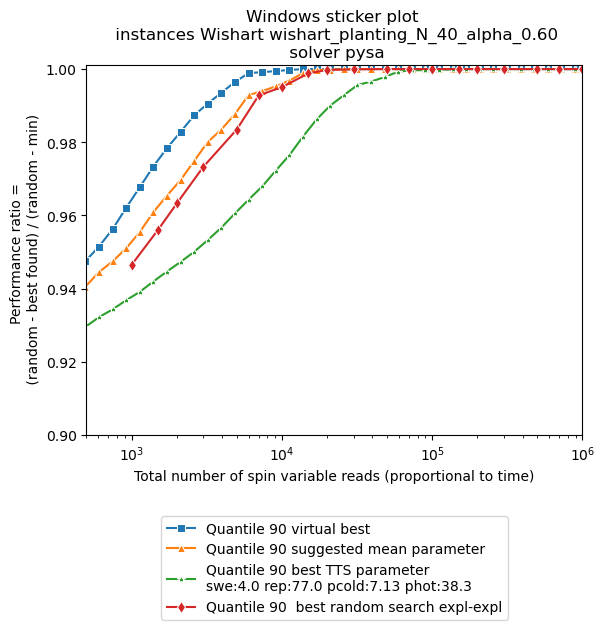 Windows sticker plot
instances Wishart wishart_planting_N_40_alpha_0.60
solver pysa
Performance ratio =
(random - best found) / (random - min)
1.00
0.98
0.96
0.94
0.92
0.90
10³
10⁴
10⁵
10⁶
Total number of spin variable reads (proportional to time)
Quantile 90 virtual best
Quantile 90 suggested mean parameter
Quantile 90 best TTS parameter
swe:4.0 rep:77.0 pcold:7.13 phot:38.3
Quantile 90  best random search expl-expl